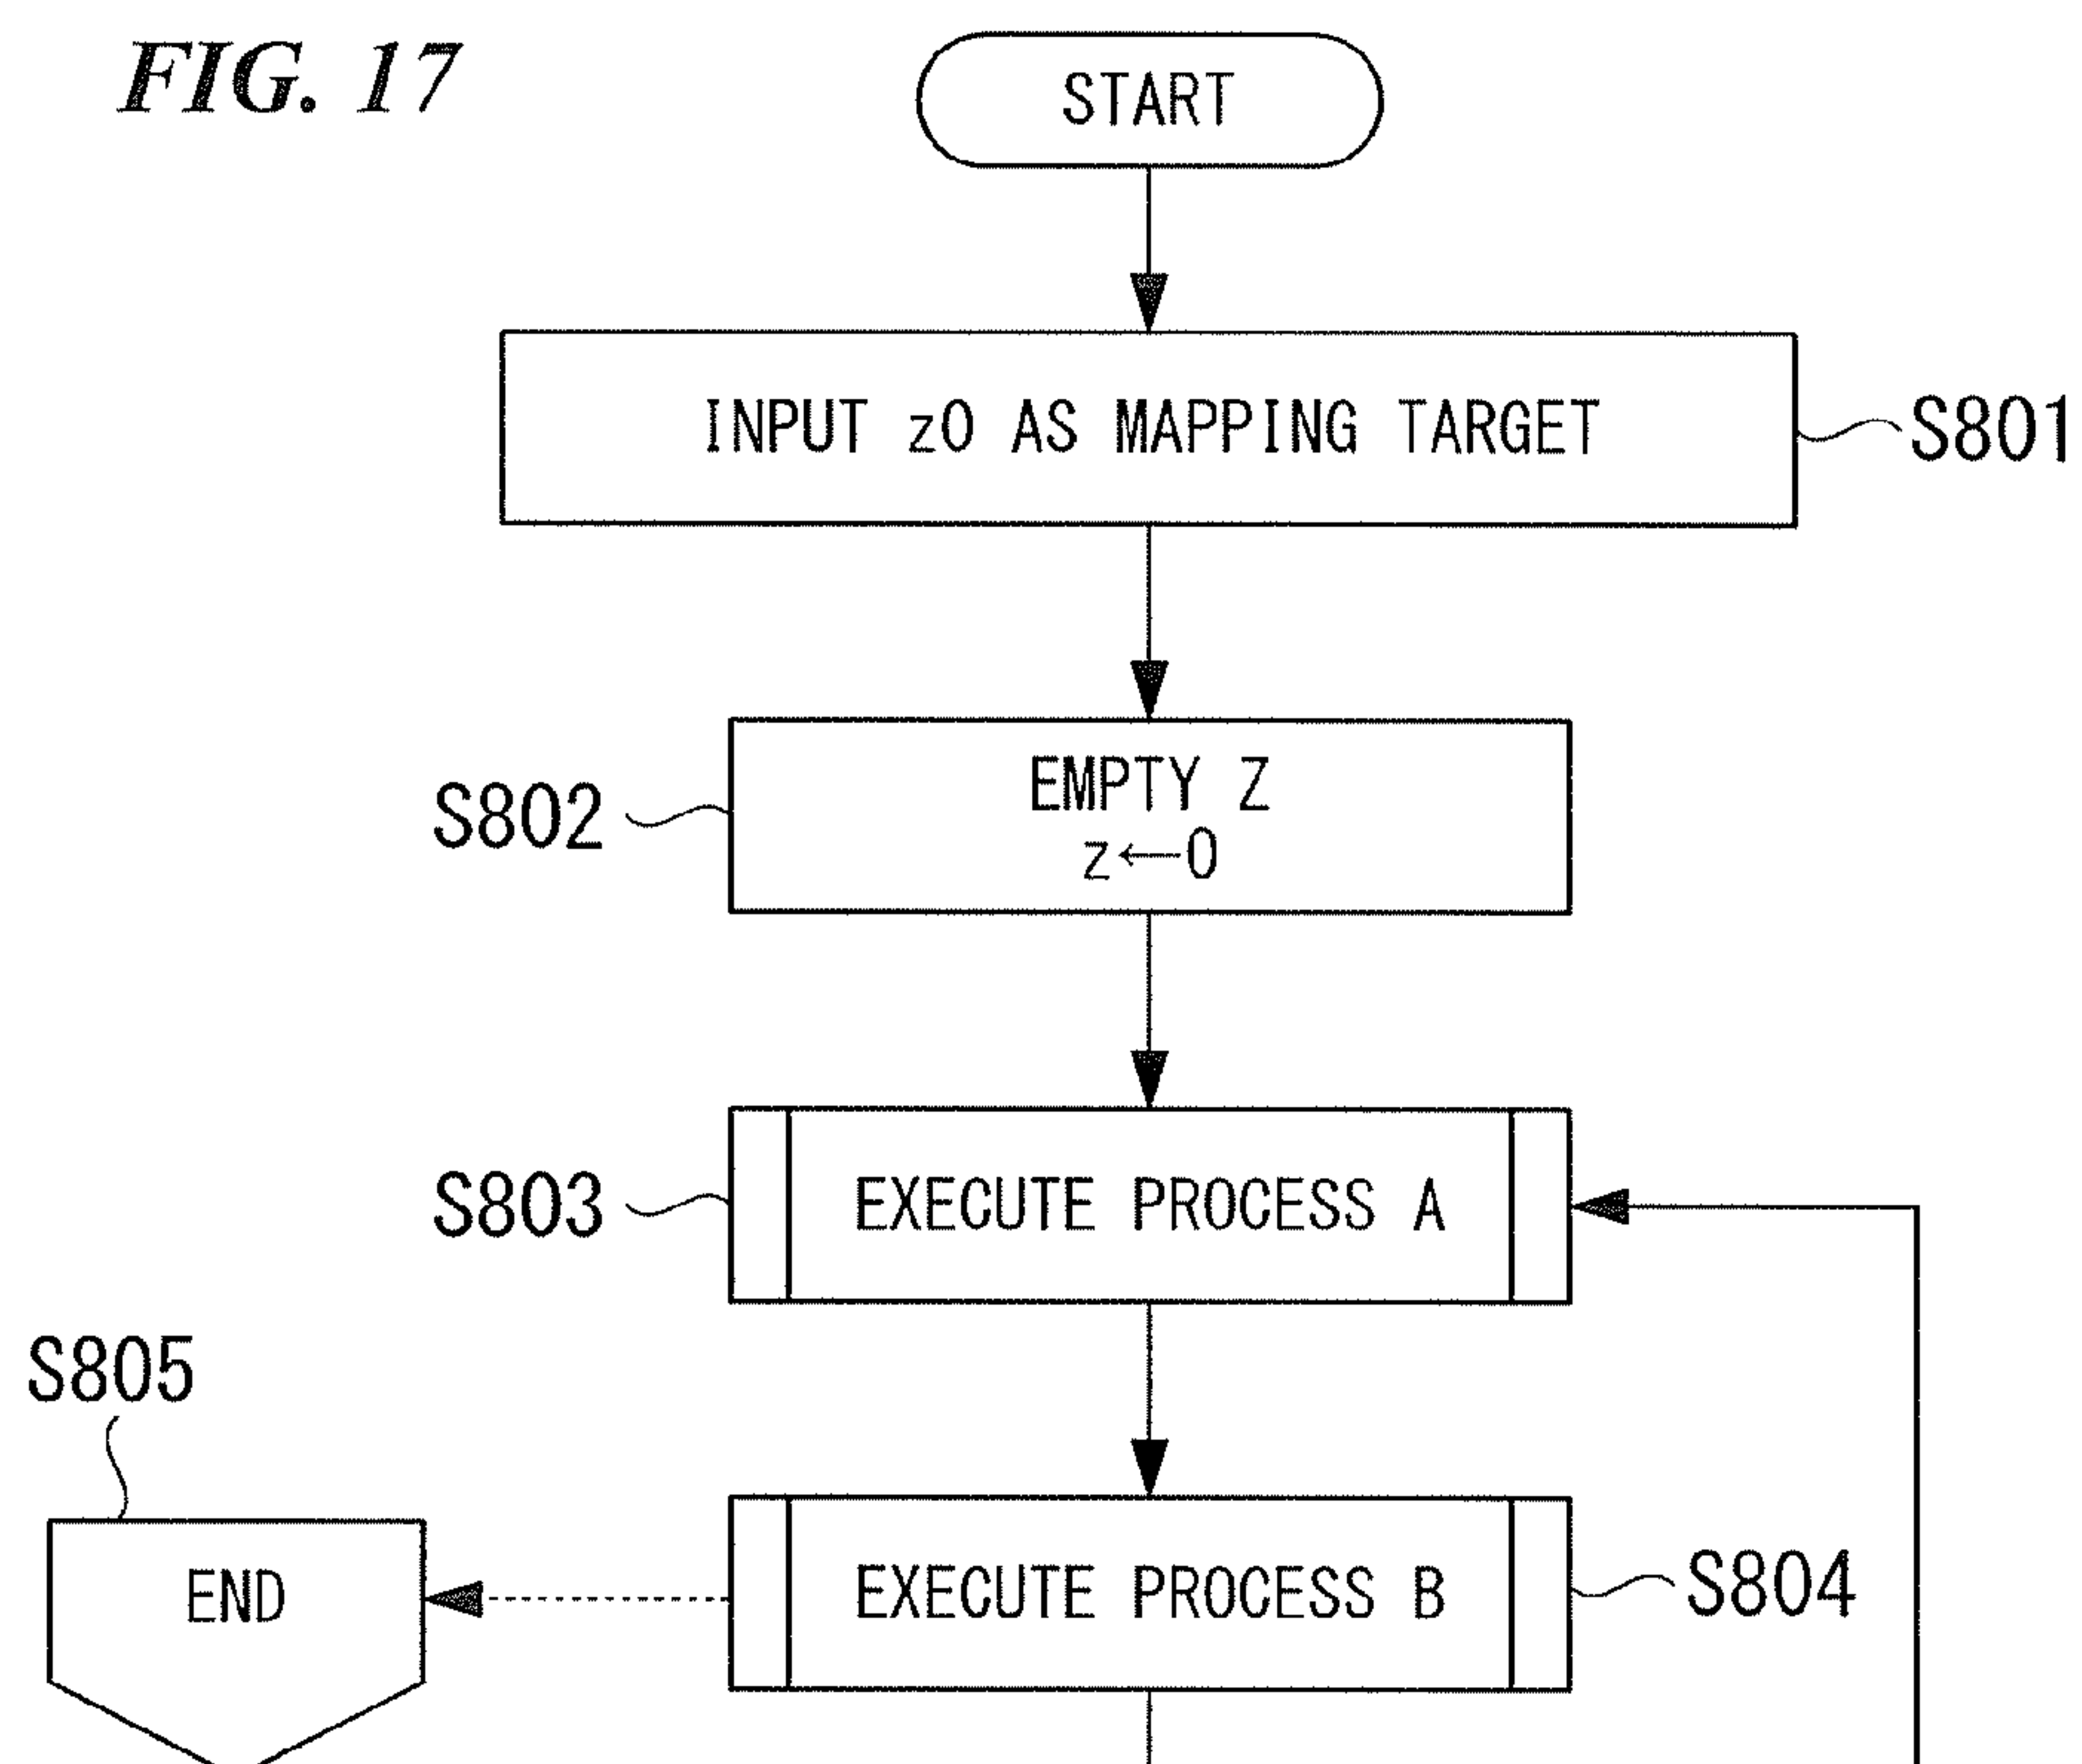 FIG. 17
START
INPUT z0 AS MAPPING TARGET
S801
EMPTY Z
z←0
S802
EXECUTE PROCESS A
S803
S805
END
EXECUTE PROCESS B
S804